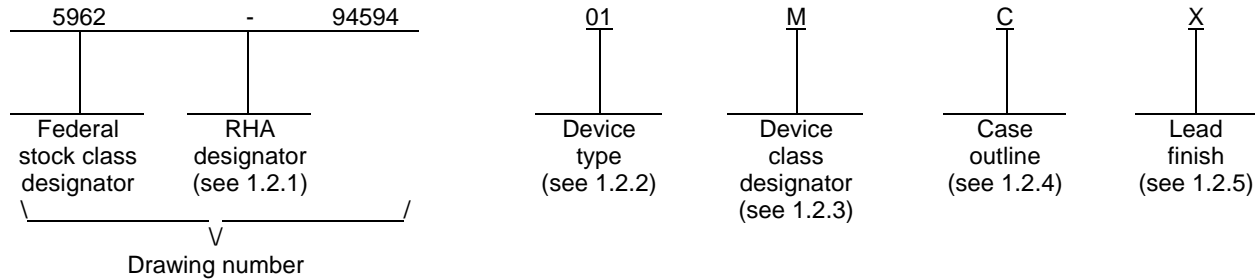 5962 - 94594 01 M C X
Federal stock class designator
RHA designator (see 1.2.1)
Device type (see 1.2.2)
Device class designator (see 1.2.3)
Case outline (see 1.2.4)
Lead finish (see 1.2.5)
\ /
\/
Drawing number